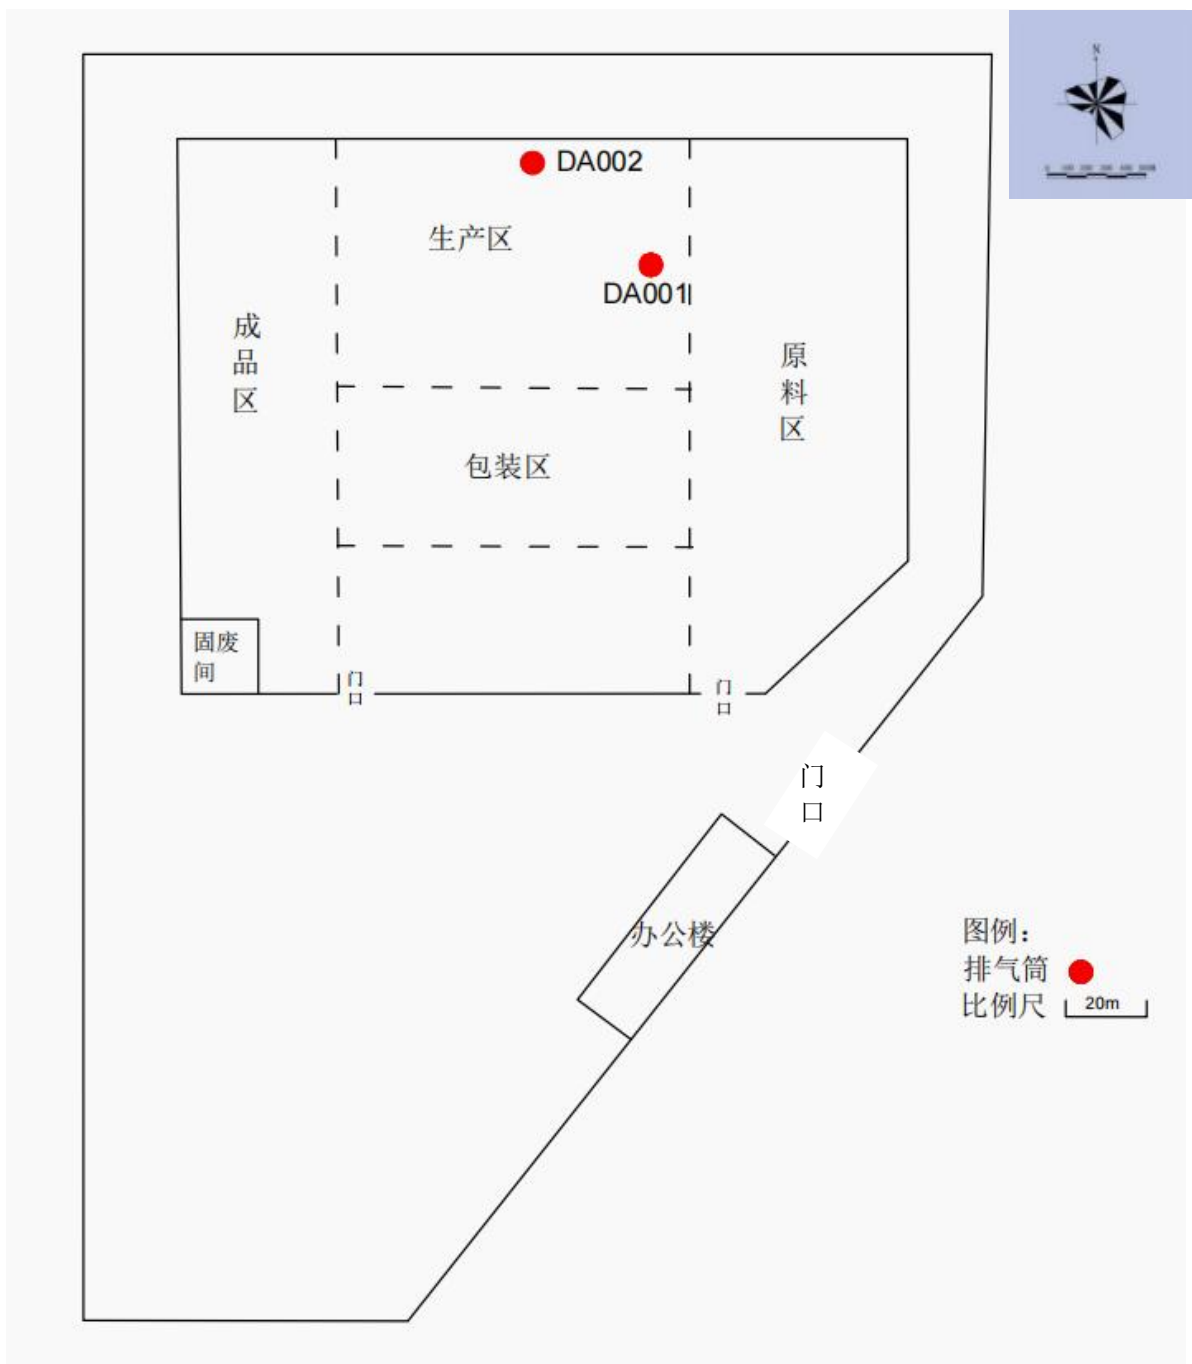 N
DA002
生产区
DA001
成
品
区
原
料
区
包装区
固废
间
门
口
门
口
门
口
办公楼
图例：
排气筒
比例尺
20m